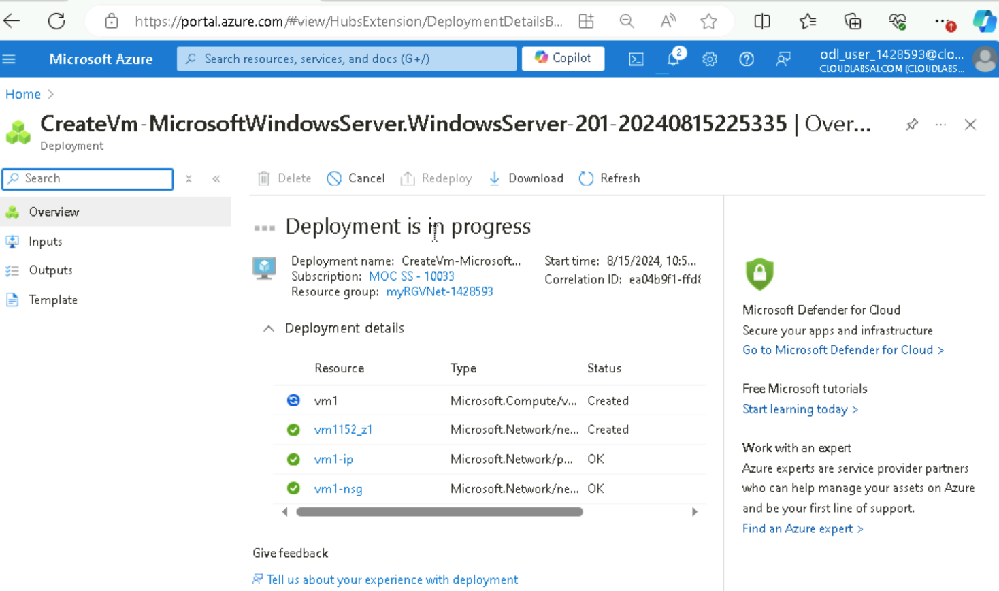 https://portal.azure.com/#view/HubsExtension/DeploymentDetailsB...
Microsoft Azure
Search resources, services, and docs (G+/)
Copilot
2
odl_user_1428593@clo...
CLOUDLABSAI.COM (CLOUDLABS...
Home >
CreateVm-MicrosoftWindowsServer.WindowsServer-201-20240815225335 | Over...
Deployment
Search
Delete
Cancel
Redeploy
Download
Refresh
Overview
Inputs
Outputs
Template
Deployment is in progress
Deployment name: CreateVm-Microsoft...
Subscription: MOC SS - 10033
Resource group: myRGVNet-1428593
Start time: 8/15/2024, 10:5...
Correlation ID: ea04b9f1-ffd8
Deployment details
Resource Type Status
vm1 Microsoft.Compute/v... Created
vm1152_z1 Microsoft.Network/ne... Created
vm1-ip Microsoft.Network/p... OK
vm1-nsg Microsoft.Network/ne... OK
Give feedback
Tell us about your experience with deployment
Microsoft Defender for Cloud
Secure your apps and infrastructure
Go to Microsoft Defender for Cloud >
Free Microsoft tutorials
Start learning today >
Work with an expert
Azure experts are service provider partners
who can help manage your assets on Azure
and be your first line of support.
Find an Azure expert >